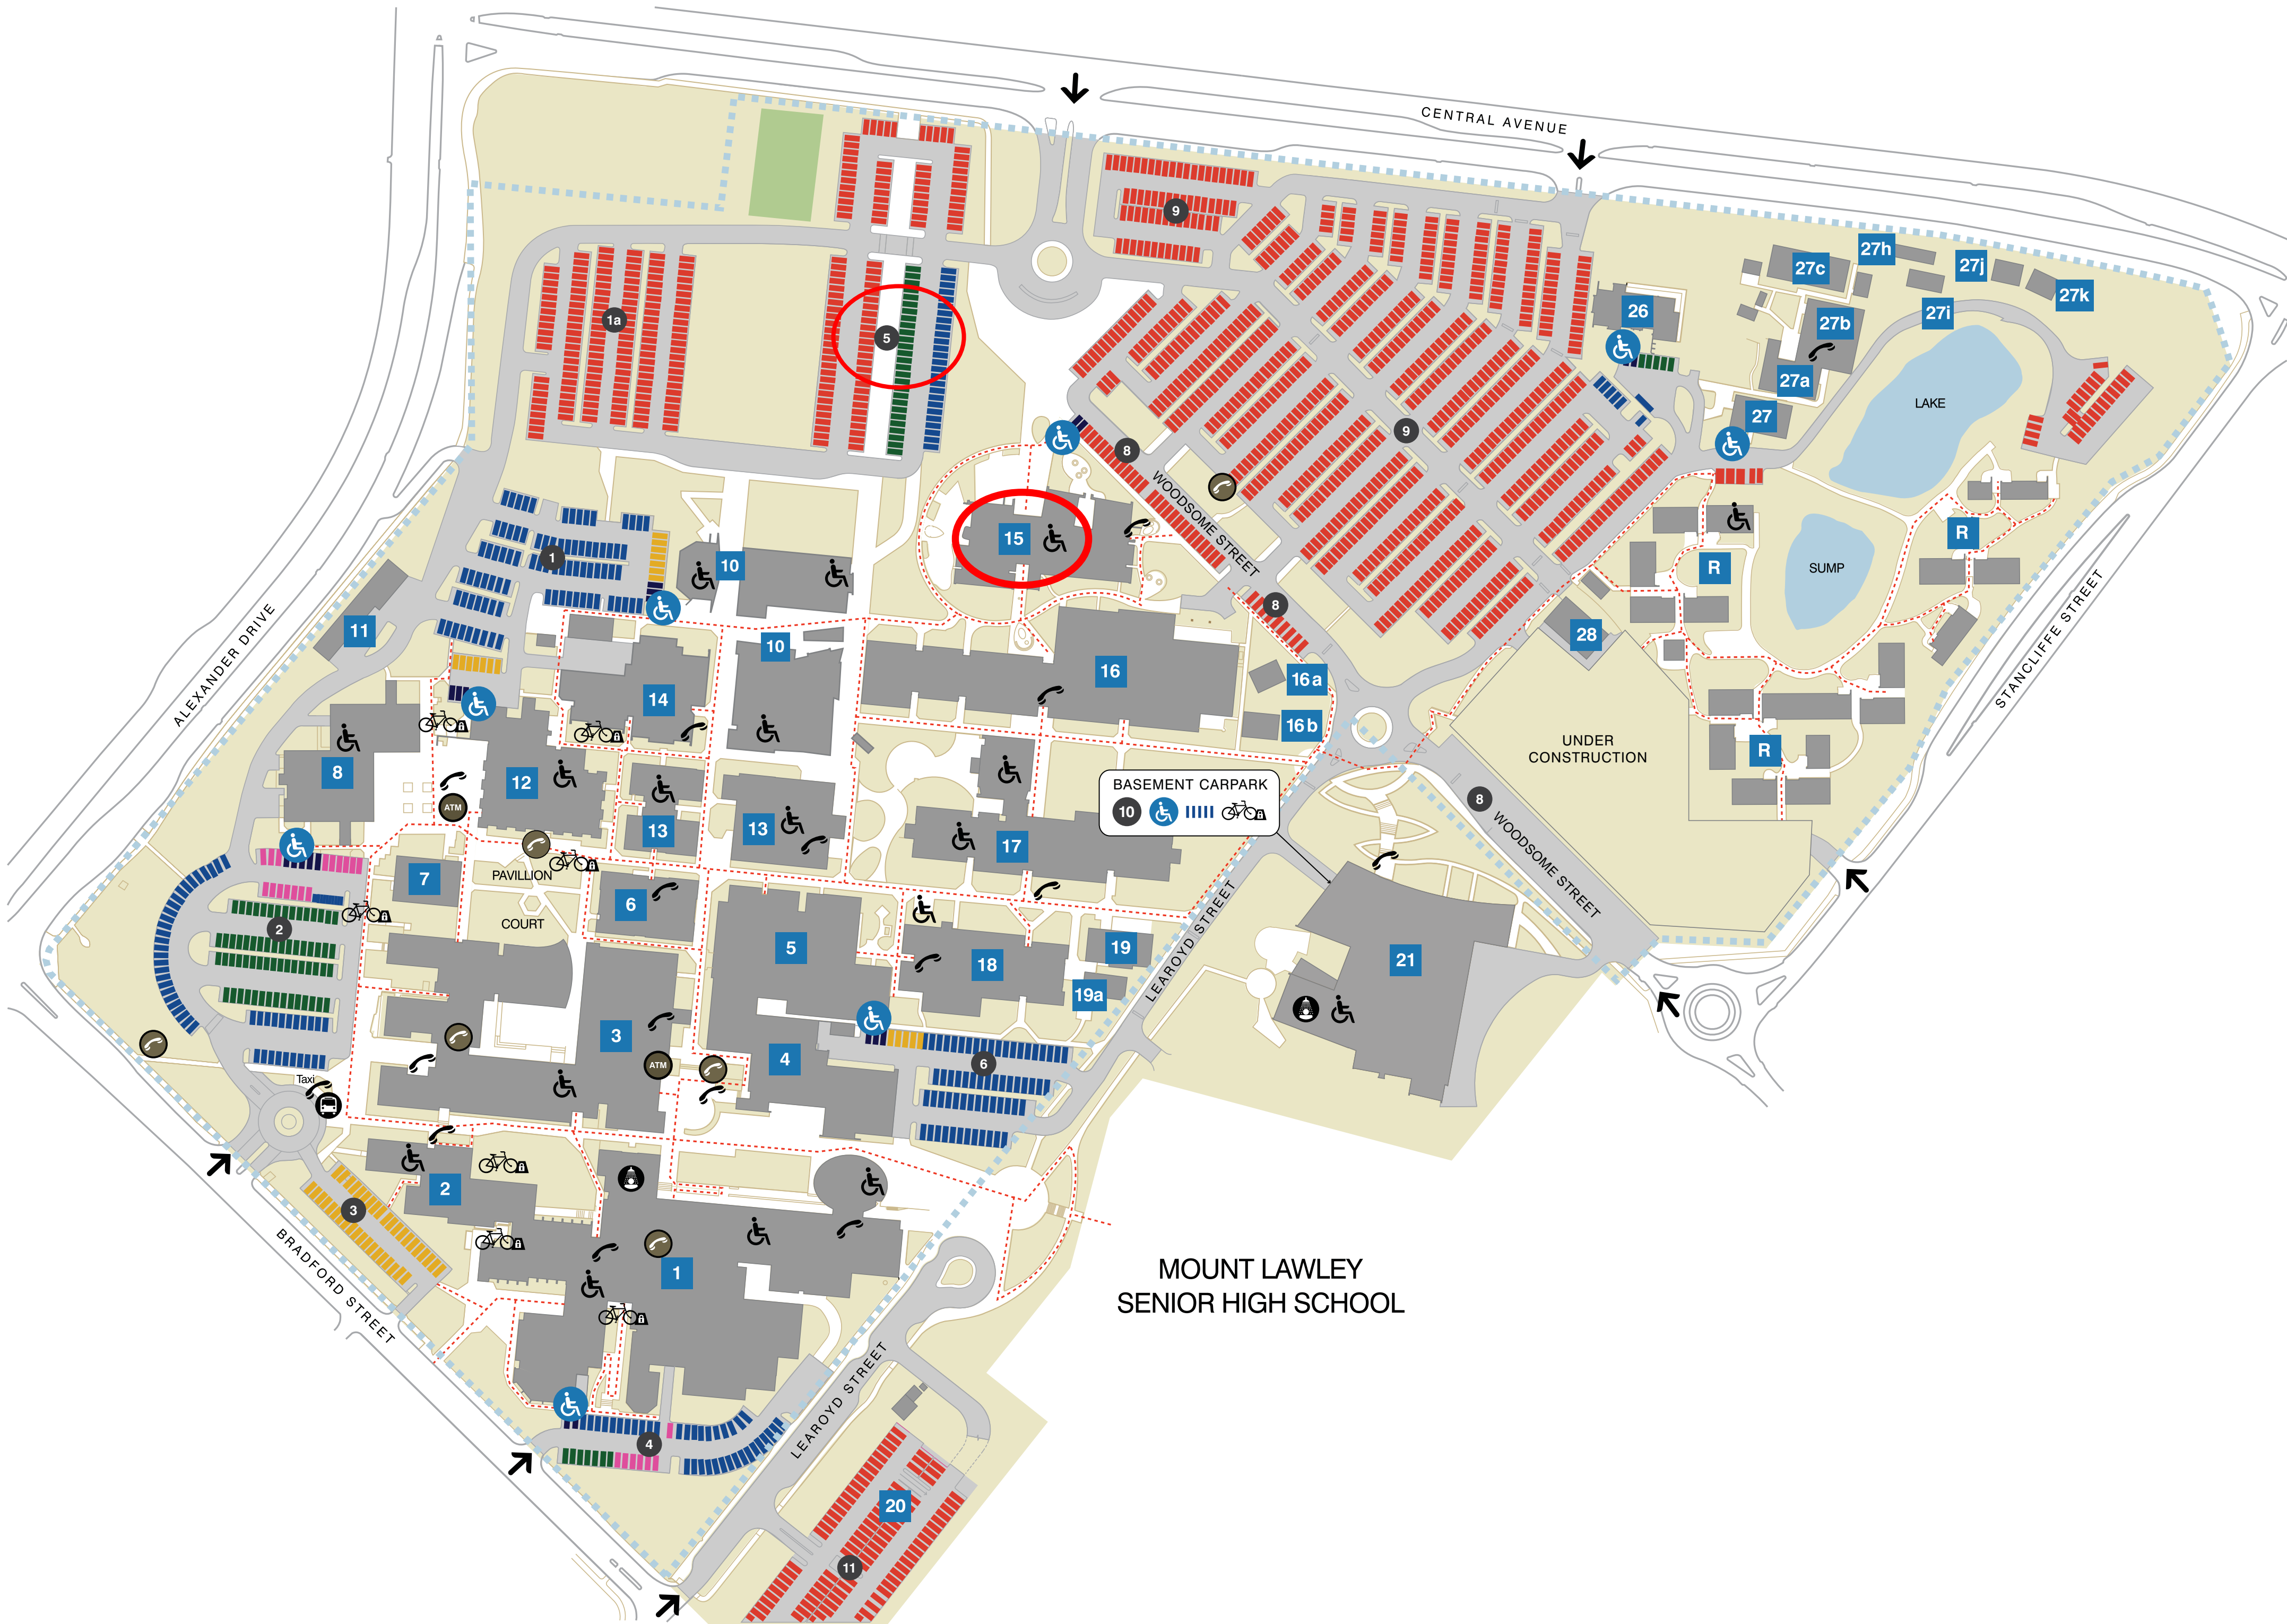 CENTRAL AVENUE
9
27h
27c
27j
27k
27i
27b
26
1a
5
27a
LAKE
27
9
8
WOODSOME STREET
15
R
1
10
R
SUMP
8
11
ALEXANDER DRIVE
10
28
STANCLIFFE STREET
16
16a
14
16b
UNDER
CONSTRUCTION
R
8
12
BASEMENT CARPARK
10
8
WOODSOME STREET
ATM
13
13
17
PAVILLION
7
6
COURT
2
5
19
18
21
LEAROYD STREET
19a
3
4
6
ATM
Taxi
2
3
BRADFORD STREET
1
MOUNT LAWLEY
SENIOR HIGH SCHOOL
LEAROYD STREET
4
20
11